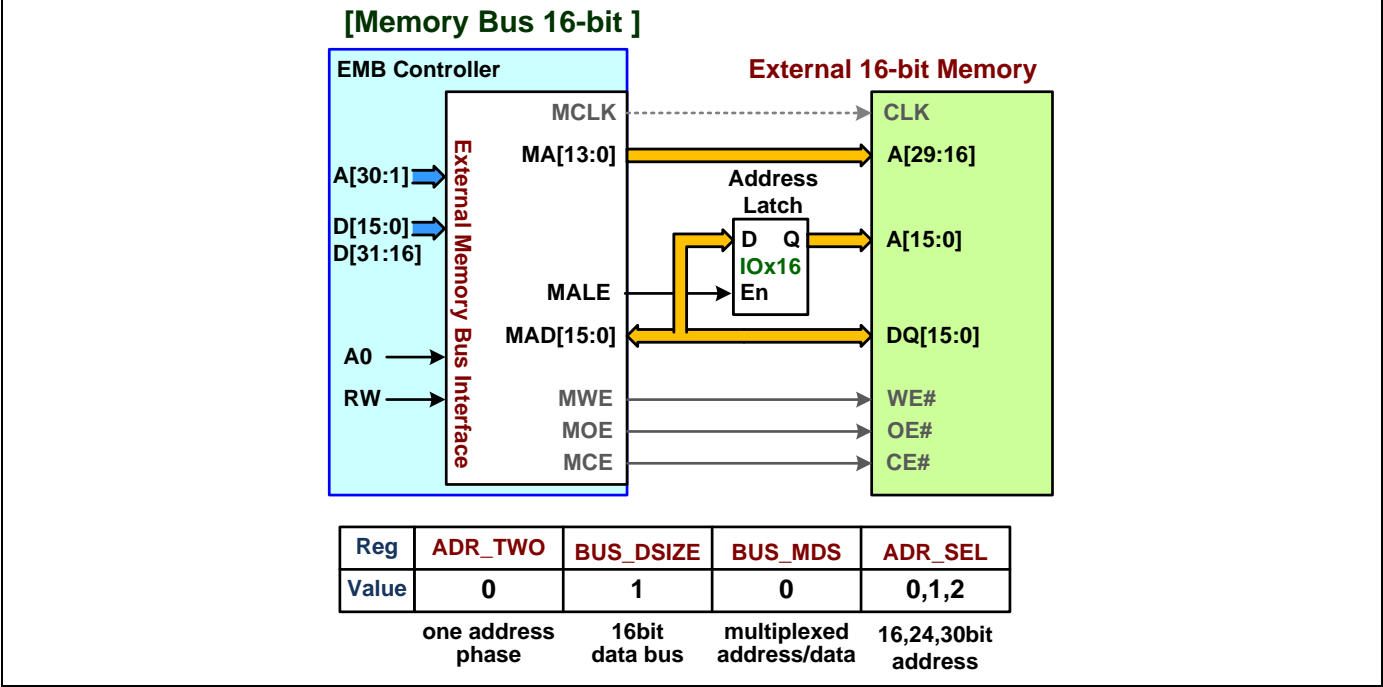 [Memory Bus 16-bit ]
EMB Controller
External 16-bit Memory
External Memory Bus Interface
MCLK
CLK
MA[13:0]
A[29:16]
A[30:1]
Address
Latch
D[15:0]
D[31:16]
D Q
IOx16
En
A[15:0]
MALE
MAD[15:0]
DQ[15:0]
A0
RW
MWE
WE#
MOE
OE#
MCE
CE#
Reg ADR_TWO BUS_DSIZE BUS_MDS ADR_SEL
Value 0 1 0 0,1,2
one address
phase
16bit
data bus
multiplexed
address/data
16,24,30bit
address